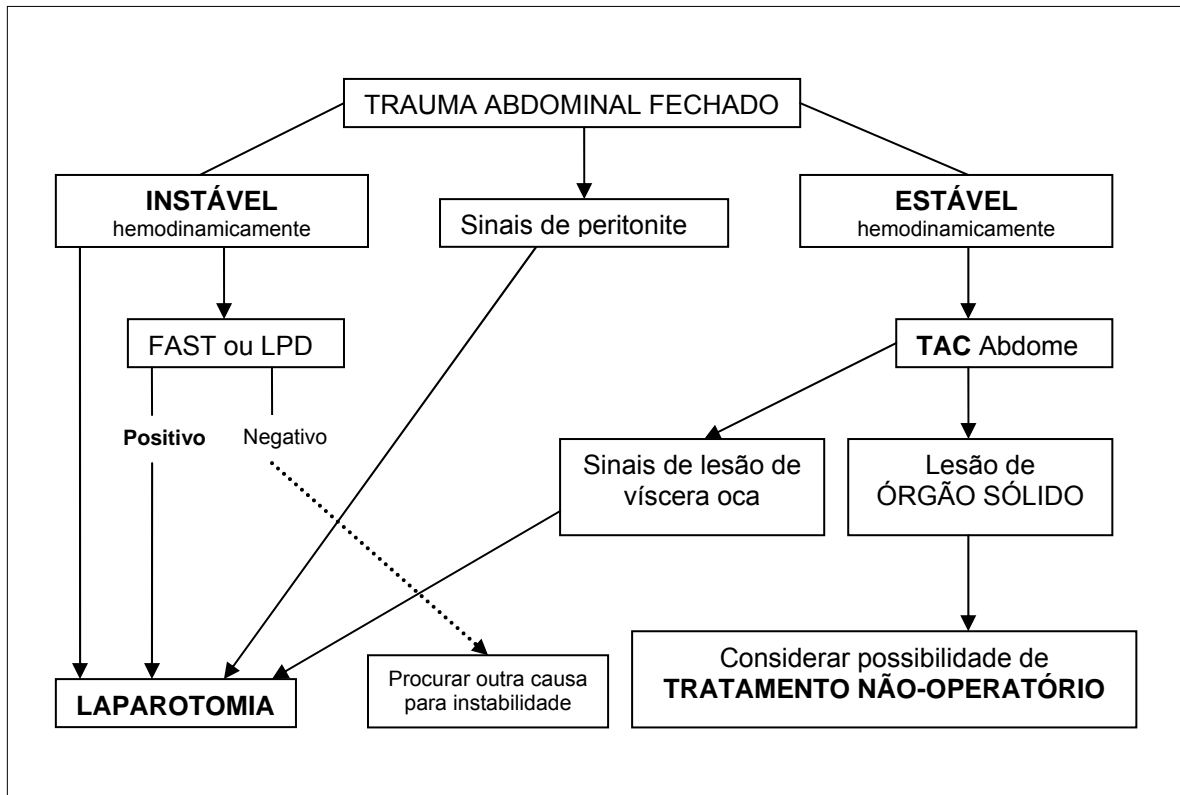 TRAUMA ABDOMINAL FECHADO
INSTÁVEL
hemodinamicamente
Sinais de peritonite
ESTÁVEL
hemodinamicamente
FAST ou LPD
TAC Abdome
Positivo
Negativo
Sinais de lesão de
víscera oca
Lesão de
ÓRGÃO SÓLIDO
LAPAROTOMIA
Procurar outra causa
para instabilidade
Considerar possibilidade de
TRATAMENTO NÃO-OPERATÓRIO